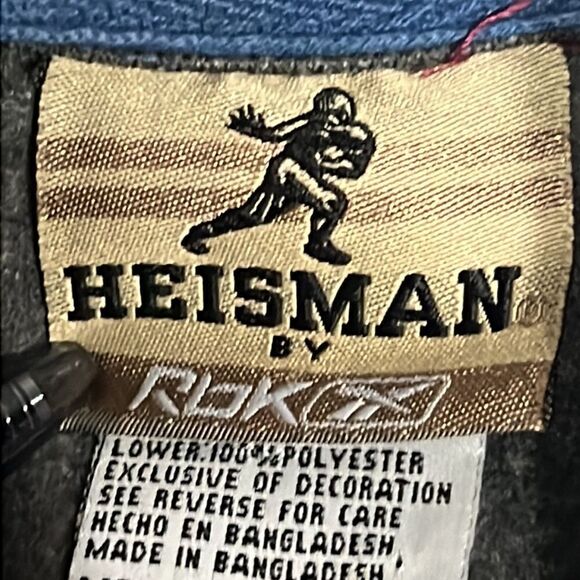 HEISMAN®
BY
RbK
LOWER: 100% POLYESTER
EXCLUSIVE OF DECORATION
SEE REVERSE FOR CARE
HECHO EN BANGLADESH
MADE IN BANGLADESH